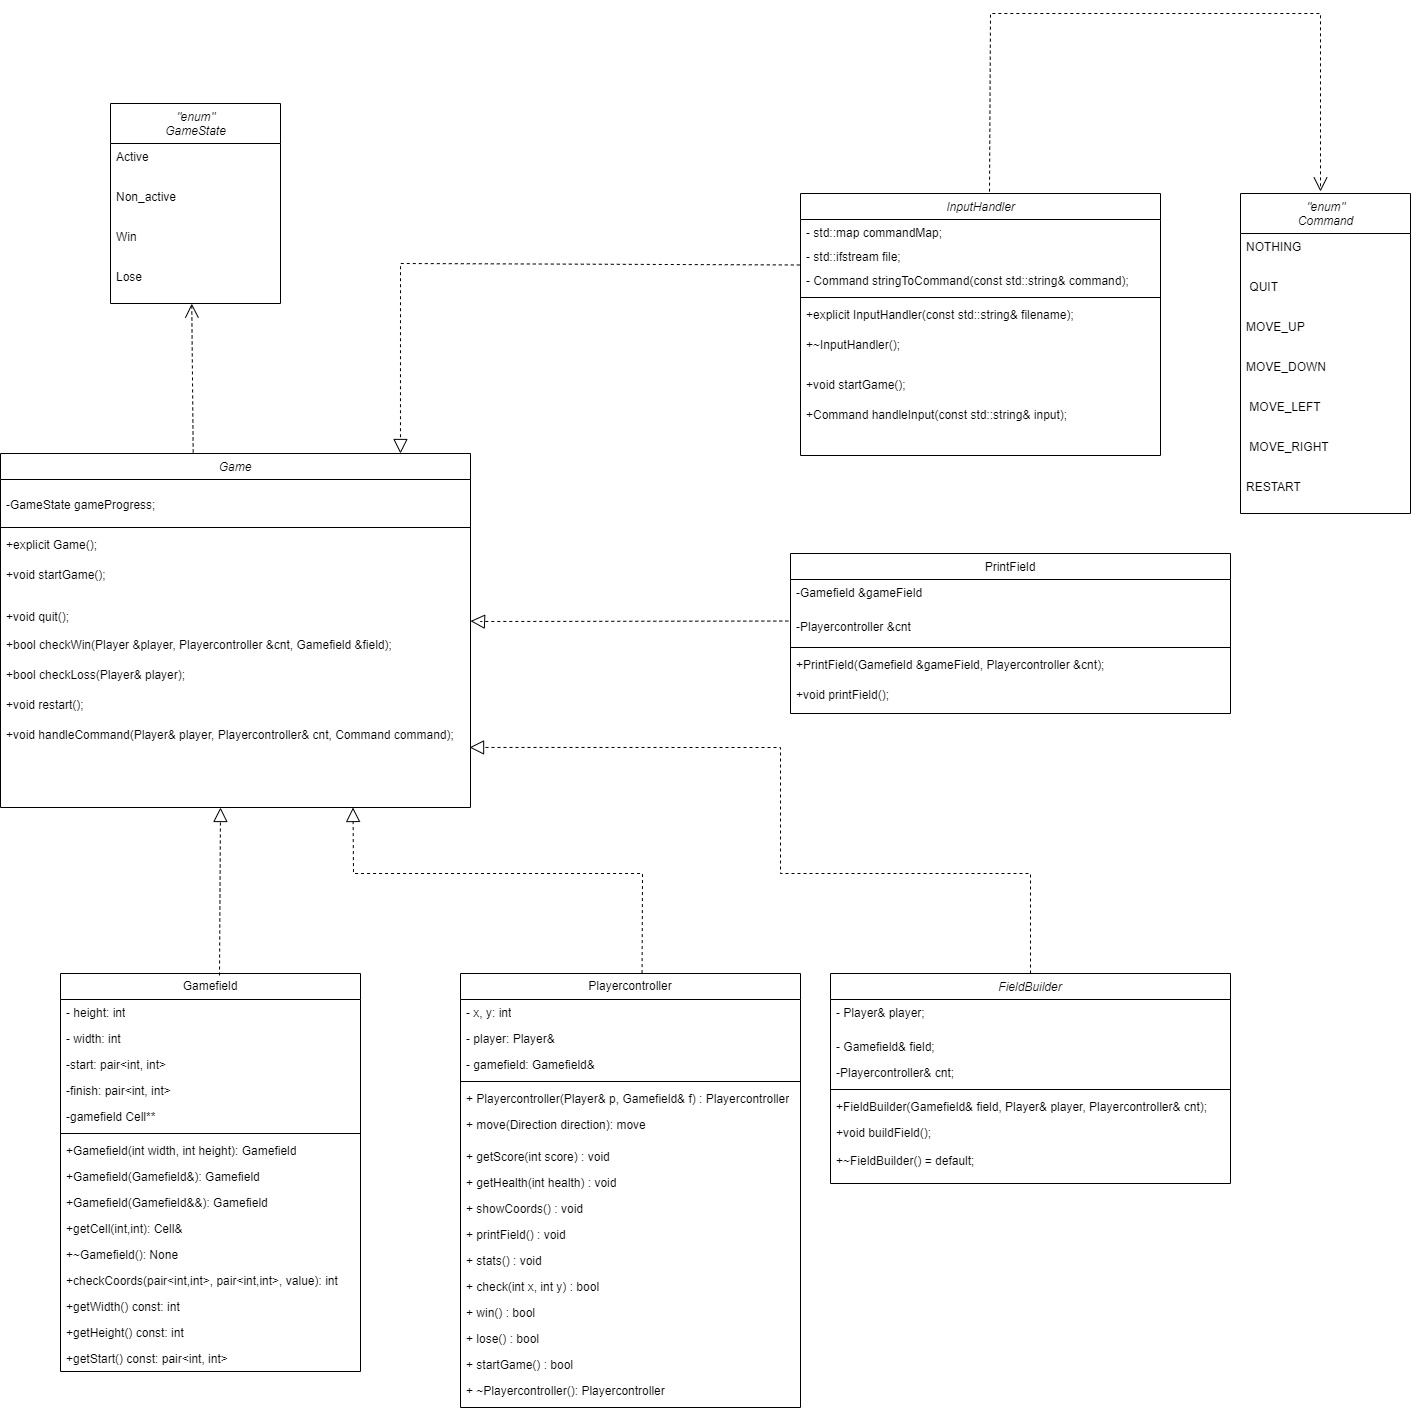 "enum"
GameState
Active
Non_active
Win
Lose
InputHandler
- std::map commandMap;
- std::ifstream file;
- Command stringToCommand(const std::string& command);
+explicit InputHandler(const std::string& filename);
+~InputHandler();
+void startGame();
+Command handleInput(const std::string& input);
"enum"
Command
NOTHING
QUIT
MOVE_UP
MOVE_DOWN
MOVE_LEFT
MOVE_RIGHT
RESTART
Game
-GameState gameProgress;
+explicit Game();
+void startGame();
+void quit();
+bool checkWin(Player &player, Playercontroller &cnt, Gamefield &field);
+bool checkLoss(Player& player);
+void restart();
+void handleCommand(Player& player, Playercontroller& cnt, Command command);
PrintField
-Gamefield &gameField
-Playercontroller &cnt
+PrintField(Gamefield &gameField, Playercontroller &cnt);
+void printField();
Gamefield
- height: int
- width: int
-start: pair<int, int>
-finish: pair<int, int>
-gamefield Cell**
+Gamefield(int width, int height): Gamefield
+Gamefield(Gamefield&): Gamefield
+Gamefield(Gamefield&&): Gamefield
+getCell(int,int): Cell&
+~Gamefield(): None
+checkCoords(pair<int,int>, pair<int,int>, value): int
+getWidth() const: int
+getHeight() const: int
+getStart() const: pair<int, int>
Playercontroller
- x, y: int
- player: Player&
- gamefield: Gamefield&
+ Playercontroller(Player& p, Gamefield& f) : Playercontroller
+ move(Direction direction): move
+ getScore(int score) : void
+ getHealth(int health) : void
+ showCoords() : void
+ printField() : void
+ stats() : void
+ check(int x, int y) : bool
+ win() : bool
+ lose() : bool
+ startGame() : bool
+ ~Playercontroller(): Playercontroller
FieldBuilder
- Player& player;
- Gamefield& field;
-Playercontroller& cnt;
+FieldBuilder(Gamefield& field, Player& player, Playercontroller& cnt);
+void buildField();
+~FieldBuilder() = default;